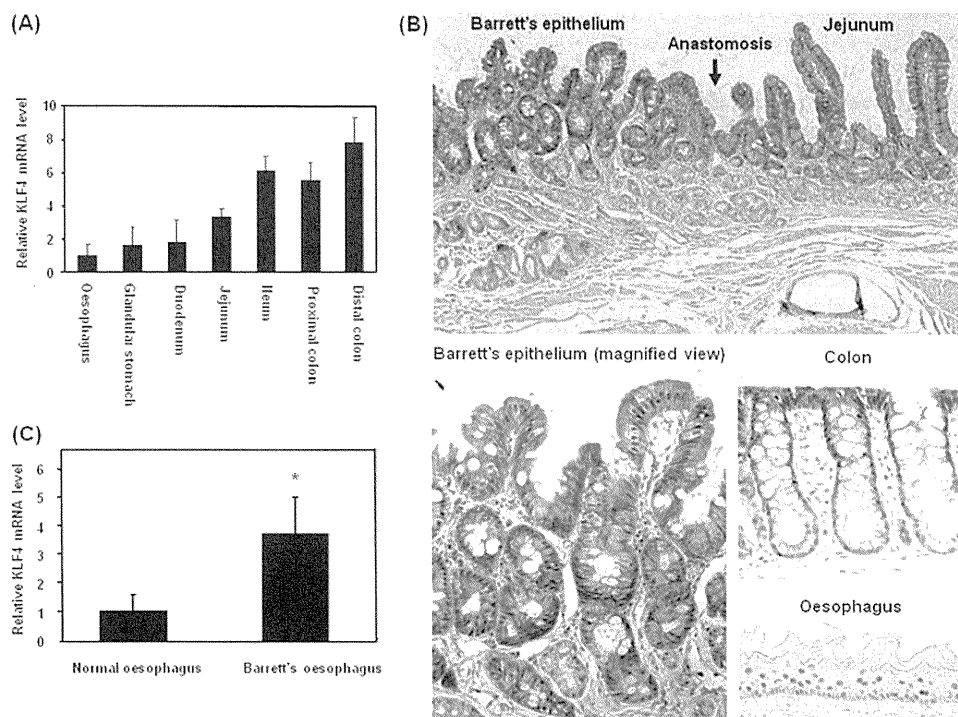 (A)
Relative KLF4 mRNA level
10
8
6
4
2
0
Oesophagus
Glandular stomach
Duodenum
Jejunum
Ileum
Proximal colon
Distal colon
(B)
Barrett's epithelium
Anastomosis
Jejunum
Barrett's epithelium (magnified view)
Colon
Oesophagus
(C)
Relative KLF4 mRNA level
6
5
4
3
2
1
0
*
Normal oesophagus
Barrett's oesophagus